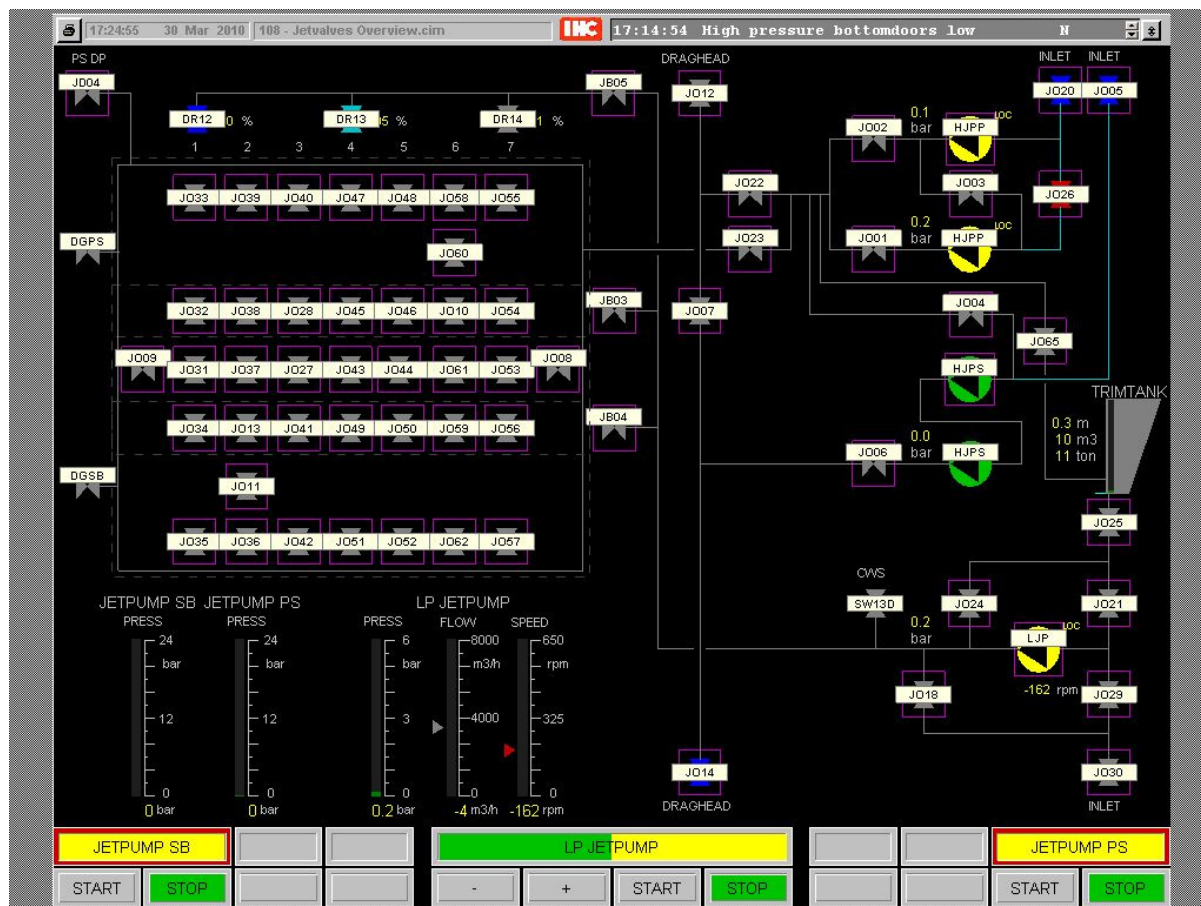 17:24:55 30 Mar 2010 108 - Jetvalves Overview.cim IHC 17:14:54 High pressure bottomdoors low N
PS DP DRAGHEAD INLET INLET
JD04 JB05 JO12 JO20 JO05
DR12 0 % DR13 % DR14 1 % JO02 0.1 bar HJPP LOC
1 2 3 4 5 6 7
JO33 JO39 JO40 JO47 JO48 JO58 JO55 JO22 JO03 JO26
DGPS JO60 JO23 JO01 0.2 bar HJPP LOC
JO32 JO38 JO28 JO45 JO46 JO10 JO54 JB03 JO07 JO04
JO65
JO09 JO31 JO37 JO27 JO43 JO44 JO61 JO53 JO08 HJPS
TRIMTANK
JO34 JO13 JO41 JO49 JO50 JO59 JO56 JB04 0.3 m
10 m3
JO06 0.0 bar HJPS 11 ton
DGSB JO11
JO25
JO35 JO36 JO42 JO51 JO52 JO62 JO57
CWS
JETPUMP SB JETPUMP PS LP JETPUMP SW13D JO24 JO21
PRESS PRESS PRESS FLOW SPEED 0.2 bar LJP LOC
24 24 6 8000 650
bar bar bar m3/h rpm
-162 rpm
JO18 JO29
12 12 3 4000 325
JO14 JO30
0 0 0 0 0
0 bar 0 bar 0.2 bar -4 m3/h -162 rpm DRAGHEAD INLET
JETPUMP SB LP JETPUMP JETPUMP PS
START STOP - + START STOP START STOP